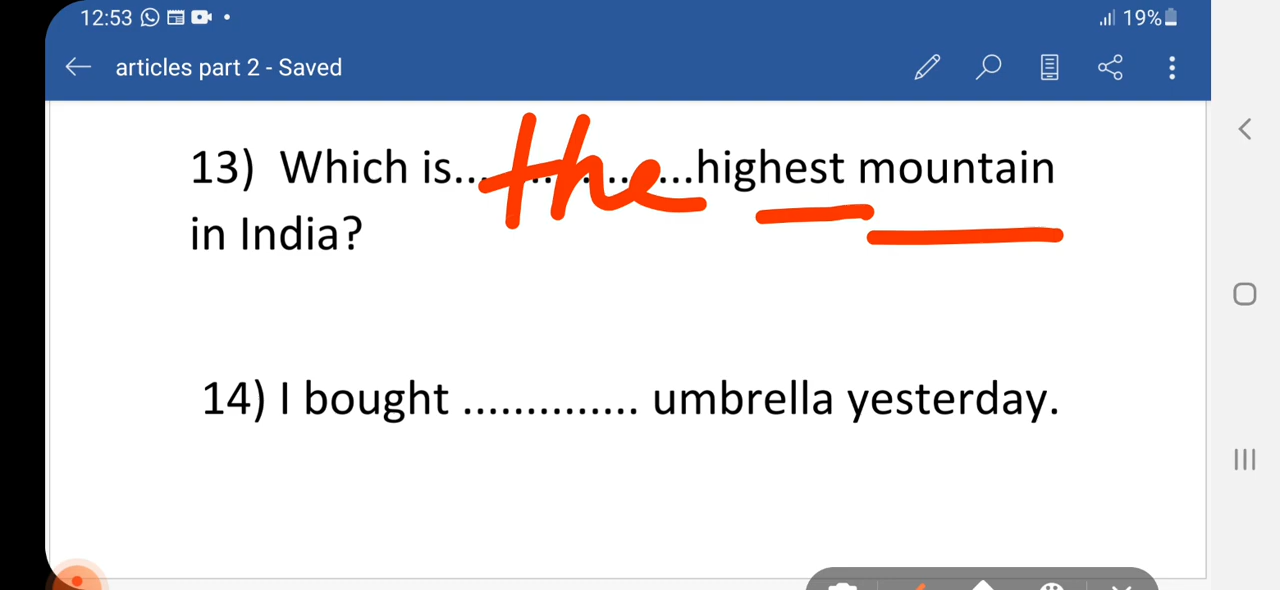 12:53 19%
articles part 2 - Saved
13) Which is.....the.....highest mountain
in India?
14) I bought .............. umbrella yesterday.